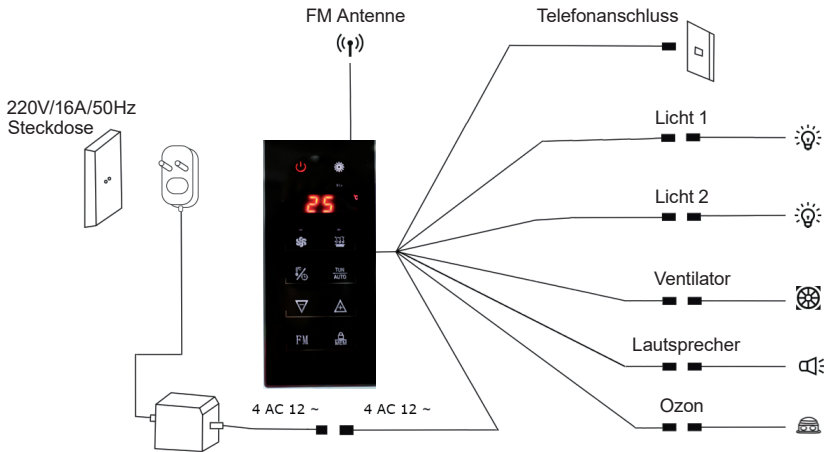 FM Antenne
Telefonanschluss
220V/16A/50Hz
Steckdose
Licht 1
25
°C
Licht 2
TUN
AUTO
Ventilator
FM
MEM
Lautsprecher
4 AC 12 ~
4 AC 12 ~
Ozon